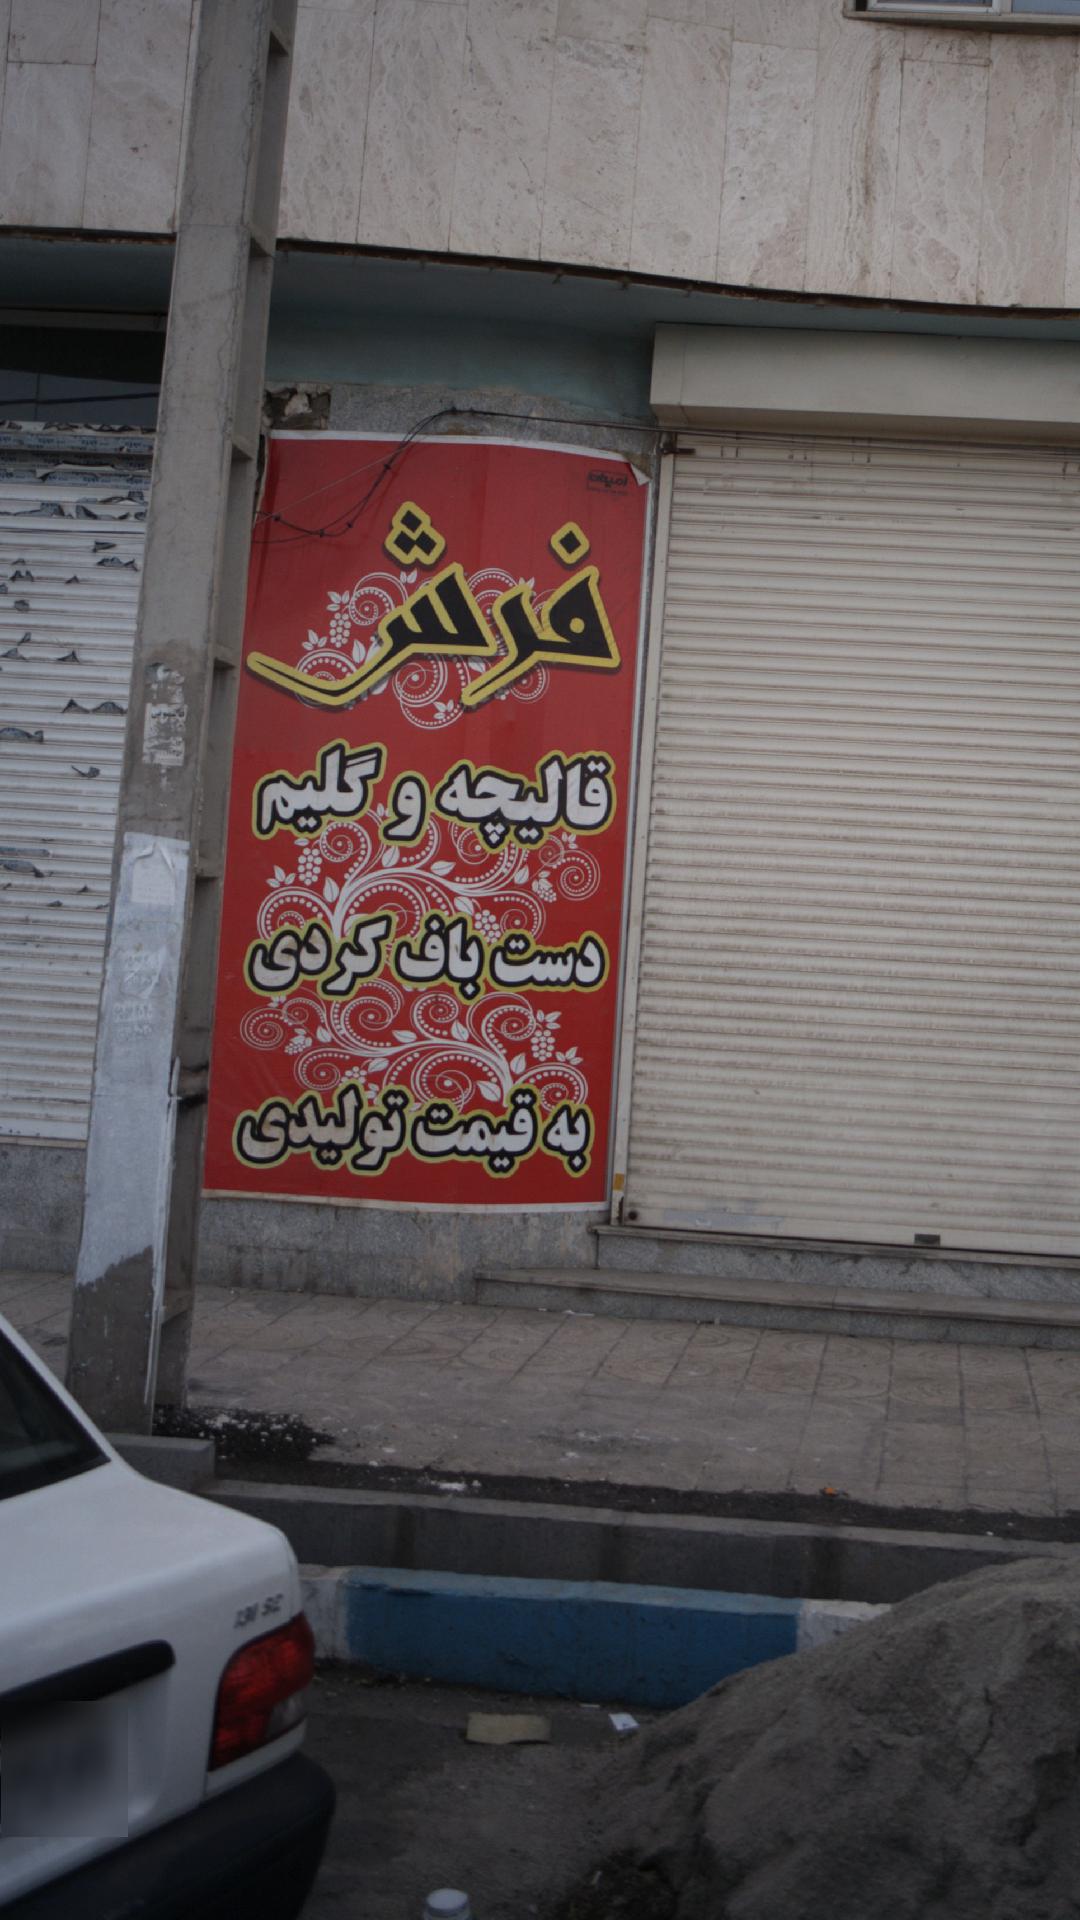 فرش
قالیچه و گلیم
دست باف کردی
به قیمت تولیدی